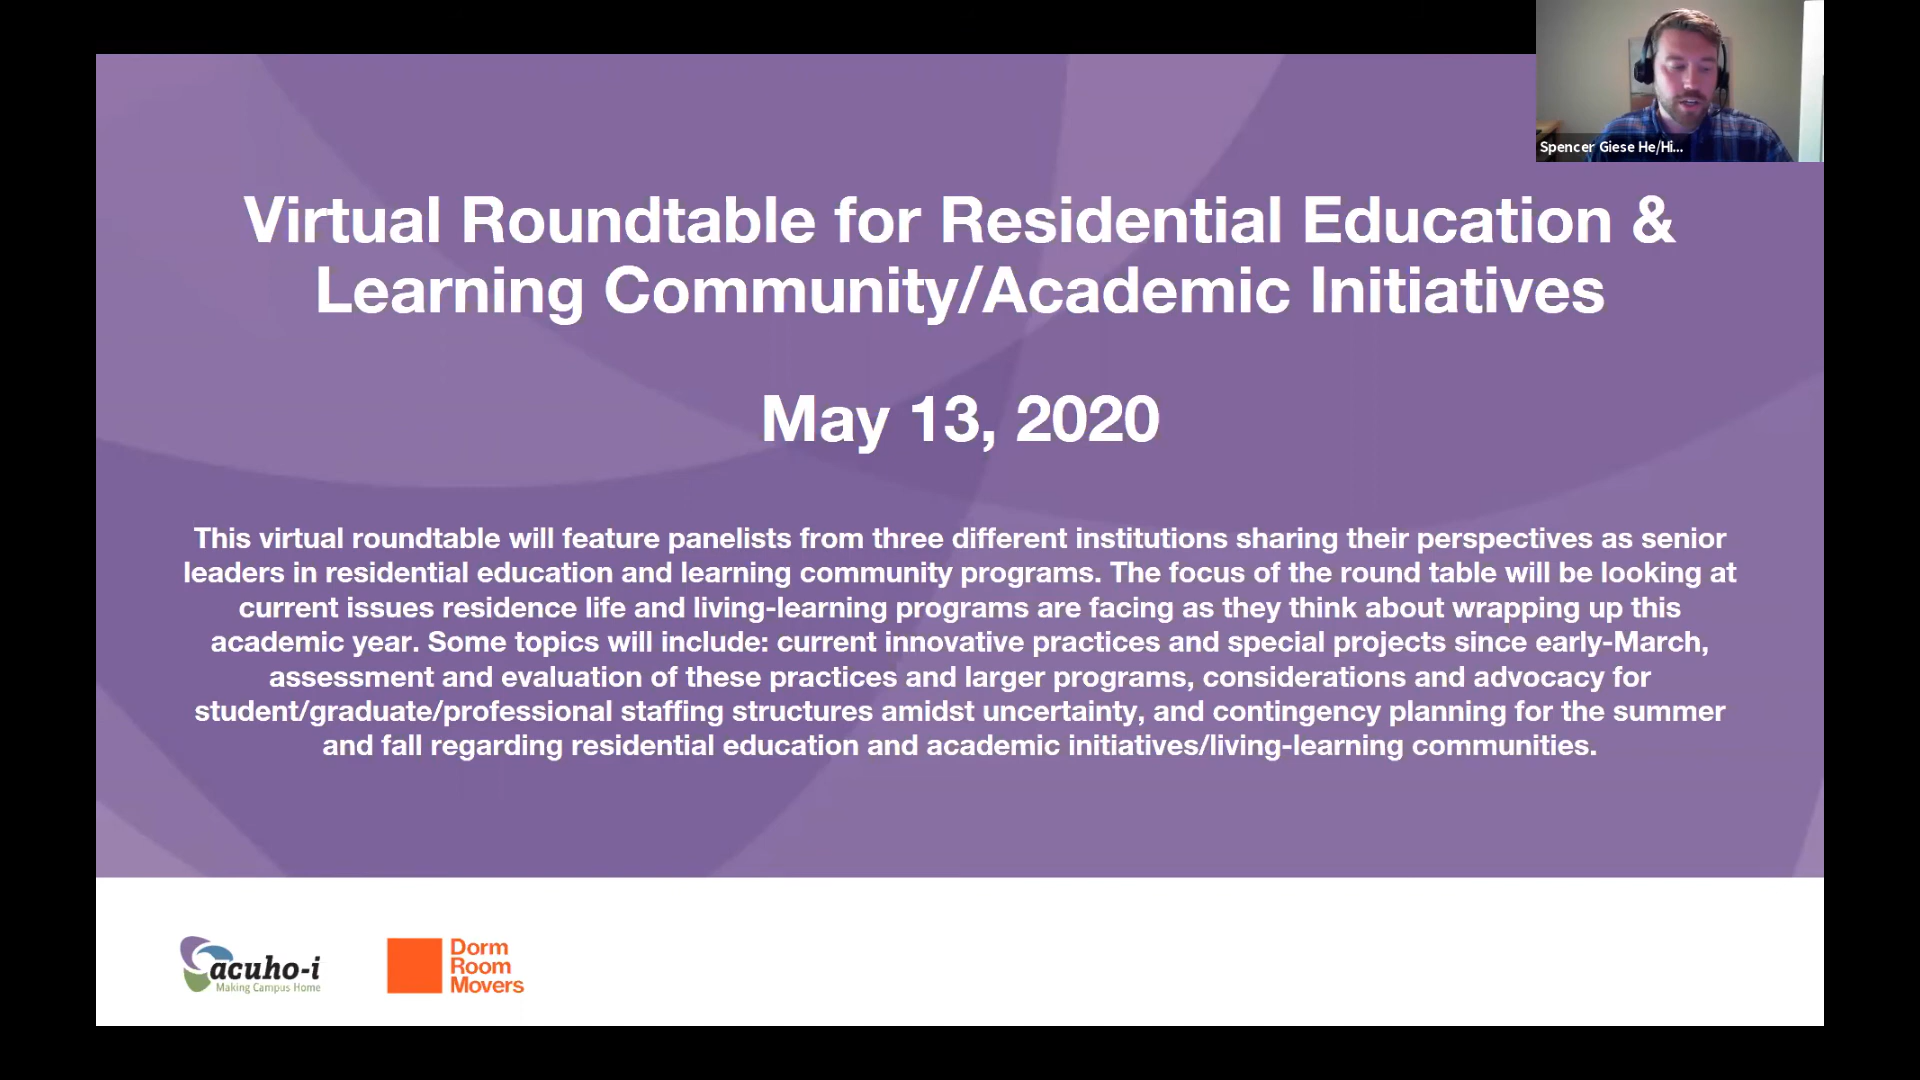 Spencer Giese He/Hi...
Virtual Roundtable for Residential Education &
Learning Community/Academic Initiatives
May 13, 2020
This virtual roundtable will feature panelists from three different institutions sharing their perspectives as senior
leaders in residential education and learning community programs. The focus of the round table will be looking at
current issues residence life and living-learning programs are facing as they think about wrapping up this
academic year. Some topics will include: current innovative practices and special projects since early-March,
assessment and evaluation of these practices and larger programs, considerations and advocacy for
student/graduate/professional staffing structures amidst uncertainty, and contingency planning for the summer
and fall regarding residential education and academic initiatives/living-learning communities.
acuho-i
Making Campus Home
Dorm
Room
Movers